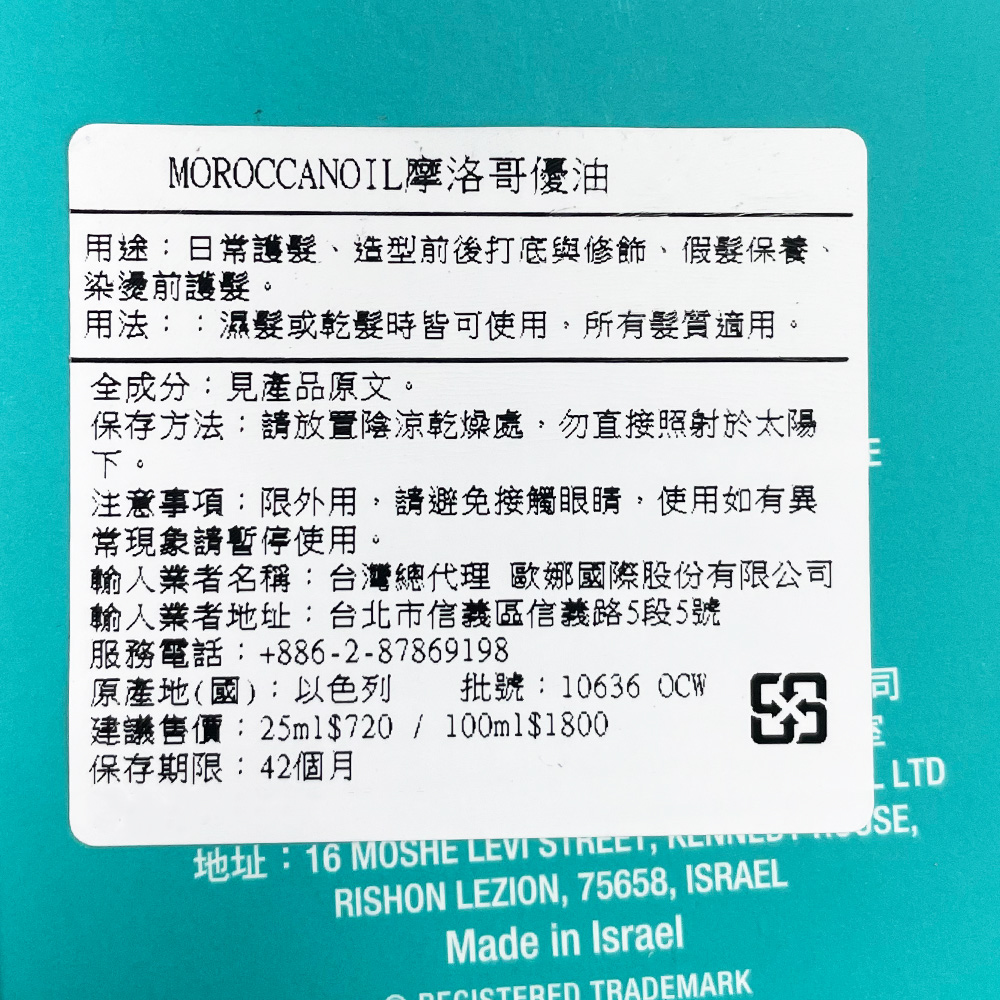 MOROCCANOIL摩洛哥優油
用途：日常護髮、造型前後打底與修飾、假髮保養、
染燙前護髮。
用法：：濕髮或乾髮時皆可使用，所有髮質適用。
全成分：見產品原文。
保存方法：請放置陰涼乾燥處，勿直接照射於太陽
下。
注意事項：限外用，請避免接觸眼睛，使用如有異
常現象請暫停使用。
輸入業者名稱：台灣總代理 歐娜國際股份有限公司
輸入業者地址：台北市信義區信義路5段5號
服務電話：+886-2-87869198
原產地(國)：以色列 批號：10636 OCW
建議售價：25ml$720 / 100ml$1800
保存期限：42個月
司
室
LTD
地址：16 MOSHE LEVI STREET, KENNEDY HOUSE,
RISHON LEZION, 75658, ISRAEL
Made in Israel
REGISTERED TRADEMARK